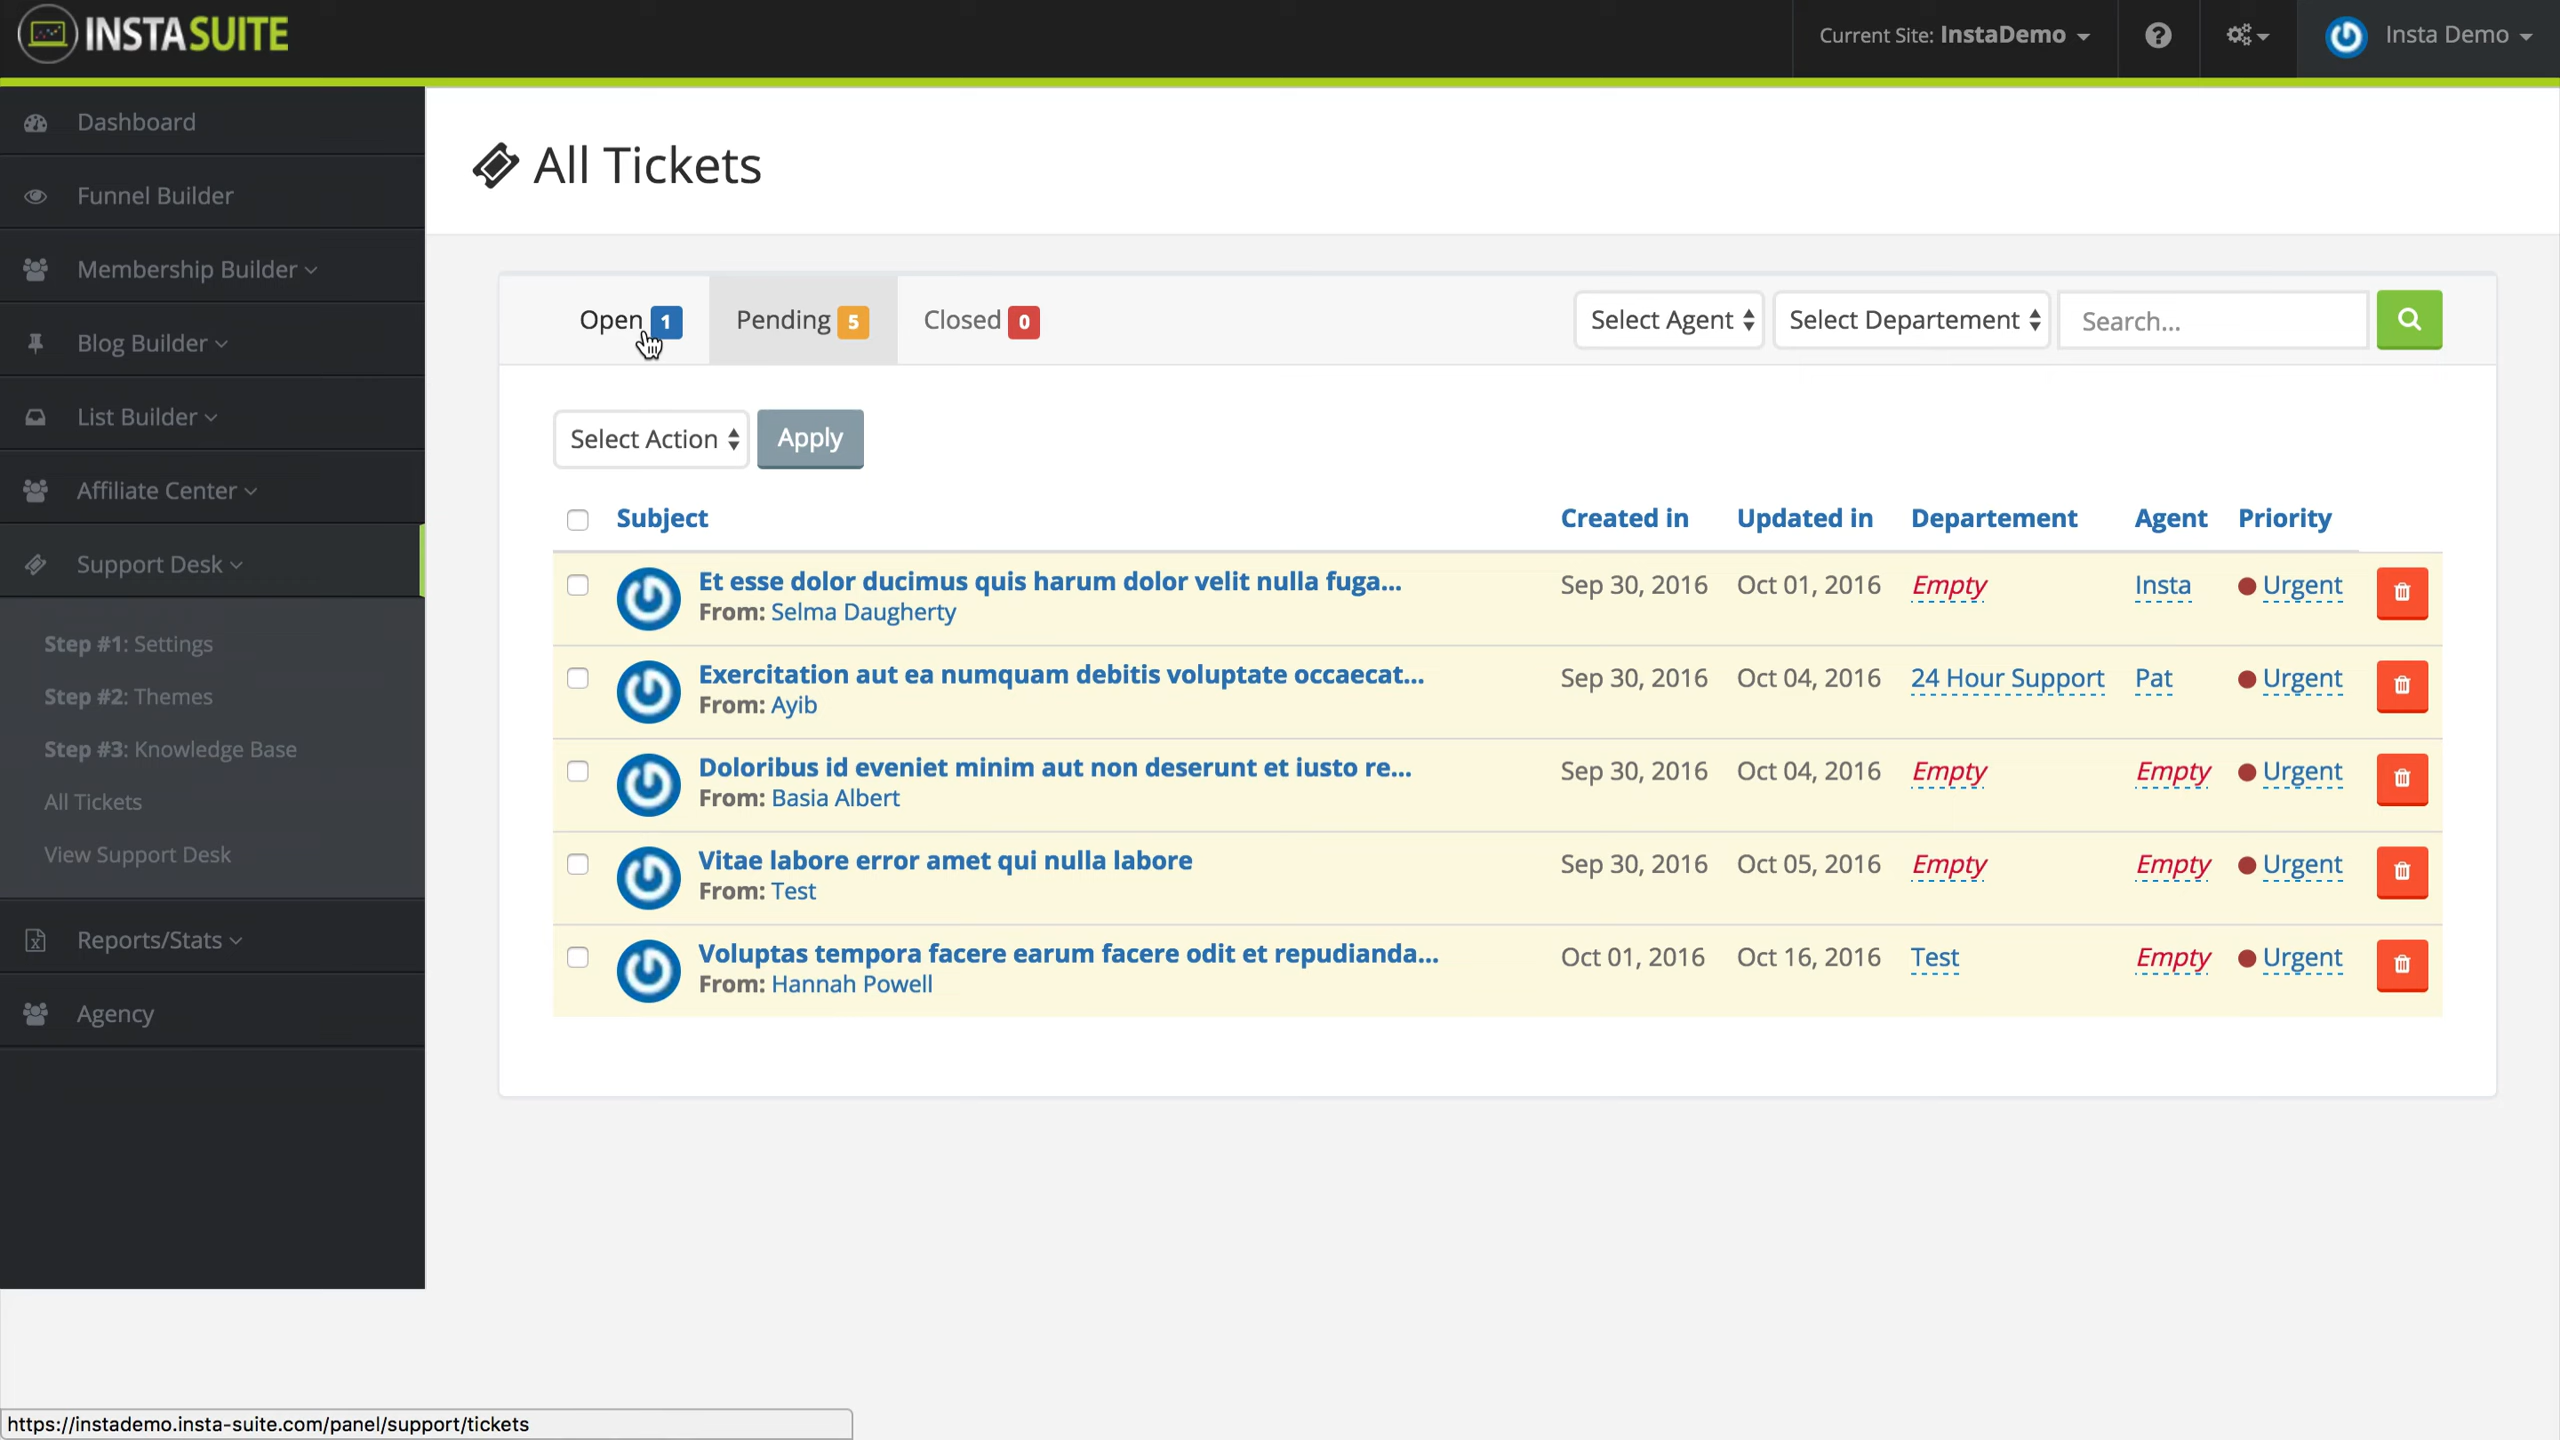 INSTASUITE
Current Site: InstaDemo
Insta Demo
Dashboard
Funnel Builder
Membership Builder
Blog Builder
List Builder
Affiliate Center
Support Desk
Step #1: Settings
Step #2: Themes
Step #3: Knowledge Base
All Tickets
View Support Desk
Reports/Stats
Agency
All Tickets
Open 1 Pending 5 Closed 0 Select Agent Select Departement Search...
Select Action Apply
Subject Created in Updated in Departement Agent Priority
Et esse dolor ducimus quis harum dolor velit nulla fuga... Sep 30, 2016 Oct 01, 2016 Empty Insta Urgent
From: Selma Daugherty
Exercitation aut ea numquam debitis voluptate occaecat... Sep 30, 2016 Oct 04, 2016 24 Hour Support Pat Urgent
From: Ayib
Doloribus id eveniet minim aut non deserunt et iusto re... Sep 30, 2016 Oct 04, 2016 Empty Empty Urgent
From: Basia Albert
Vitae labore error amet qui nulla labore Sep 30, 2016 Oct 05, 2016 Empty Empty Urgent
From: Test
Voluptas tempora facere earum facere odit et repudianda... Oct 01, 2016 Oct 16, 2016 Test Empty Urgent
From: Hannah Powell
https://instademo.insta-suite.com/panel/support/tickets